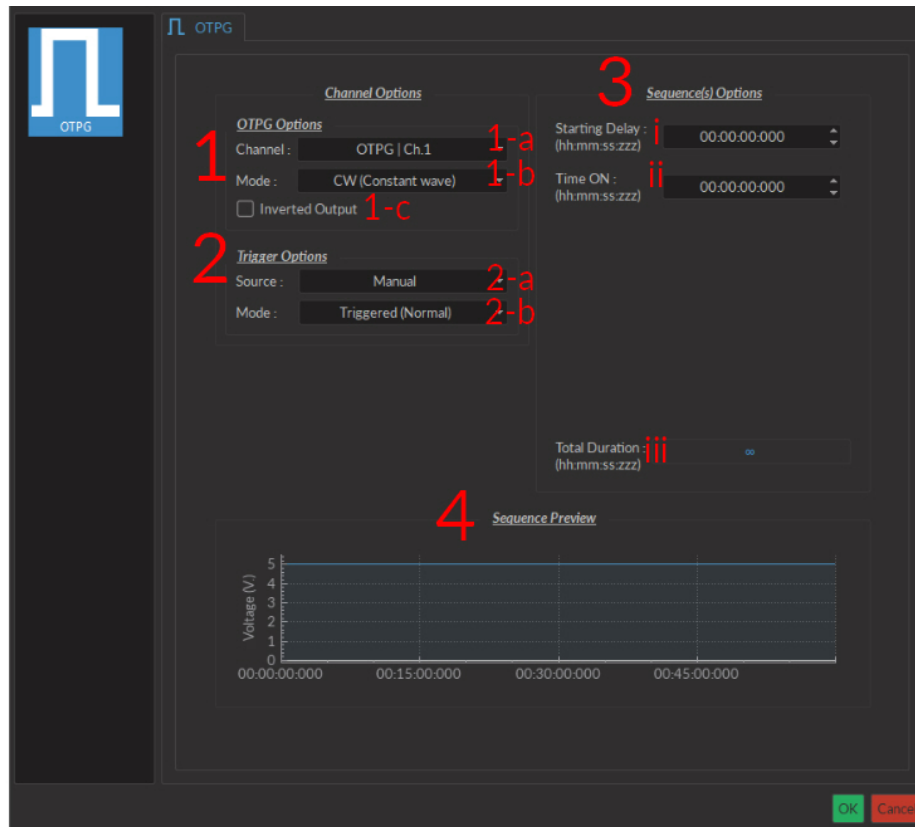 OTPG
OTPG
Channel Options
3
Sequence(s) Options
1
OTPG Options
Channel : OTPG | Ch.1 1-a
Mode : CW (Constant wave) 1-b
Inverted Output 1-c
2
Trigger Options
Source : Manual 2-a
Mode : Triggered (Normal) 2-b
Starting Delay : i 00:00:00:000
(hh:mm:ss:zzz)
Time ON : ii 00:00:00:000
(hh:mm:ss:zzz)
Total Duration : iii ∞
(hh:mm:ss:zzz)
4
Sequence Preview
Voltage (V)
5
4
3
2
1
0
00:00:00:000 00:15:00:000 00:30:00:000 00:45:00:000
OK Cance